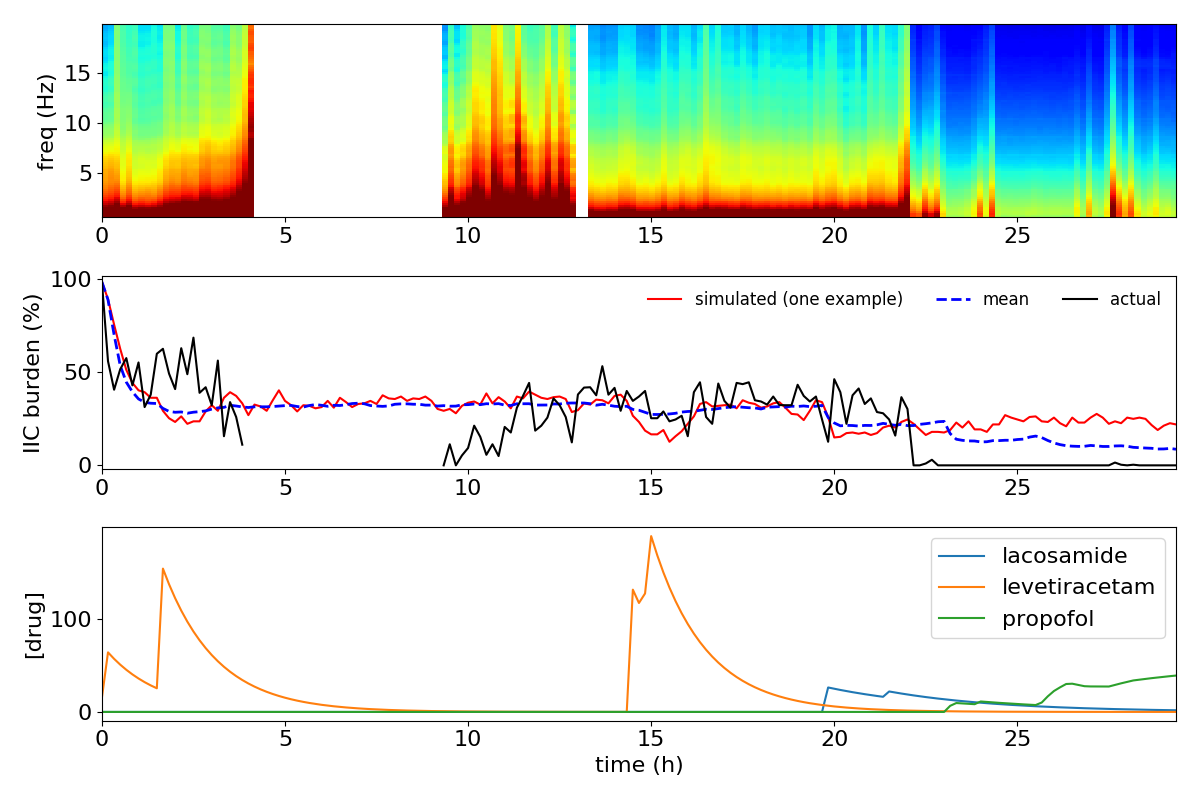 freq (Hz)
15
10
5
0 5 10 15 20 25
IIC burden (%)
100
50
0
simulated (one example) mean actual
0 5 10 15 20 25
[drug]
100
0
lacosamide
levetiracetam
propofol
0 5 10 15 20 25
time (h)